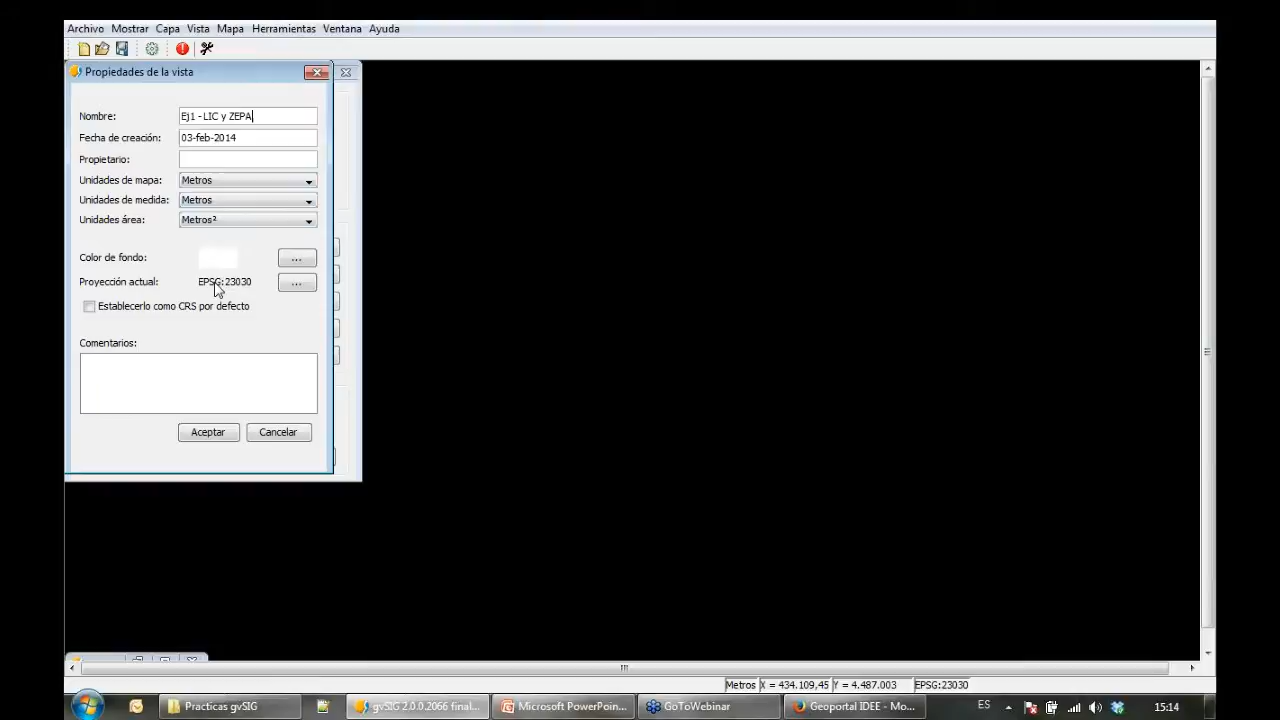 Archivo Mostrar Capa Vista Mapa Herramientas Ventana Ayuda
Propiedades de la vista
Nombre: Ej1 - LIC y ZEPA
Fecha de creación: 03-feb-2014
Propietario:
Unidades de mapa: Metros
Unidades de medida: Metros
Unidades área: Metros²
Color de fondo: ...
Proyección actual: EPSG:23030 ...
Establecerlo como CRS por defecto
Comentarios:
Aceptar Cancelar
Metros X = 434.109,45 Y = 4.487.003 EPSG:23030
Practicas gvSIG gvSIG 2.0.0.2066 final... Microsoft PowerPoin... GoToWebinar Geoportal IDEE - Mo... ES 15:14